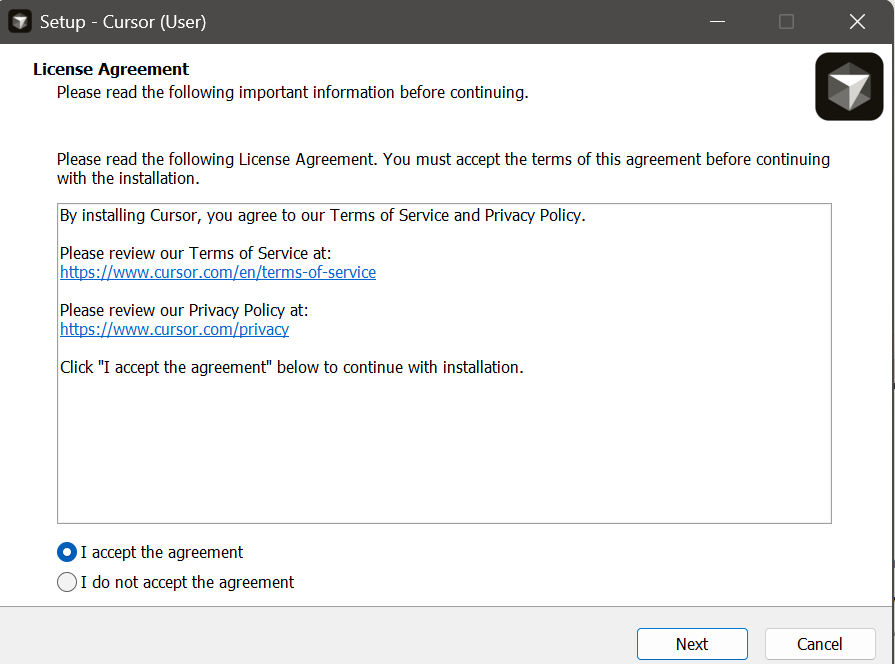 Setup - Cursor (User)
License Agreement
Please read the following important information before continuing.
Please read the following License Agreement. You must accept the terms of this agreement before continuing
with the installation.
By installing Cursor, you agree to our Terms of Service and Privacy Policy.
Please review our Terms of Service at:
https://www.cursor.com/en/terms-of-service
Please review our Privacy Policy at:
https://www.cursor.com/privacy
Click "I accept the agreement" below to continue with installation.
I accept the agreement
I do not accept the agreement
Next Cancel